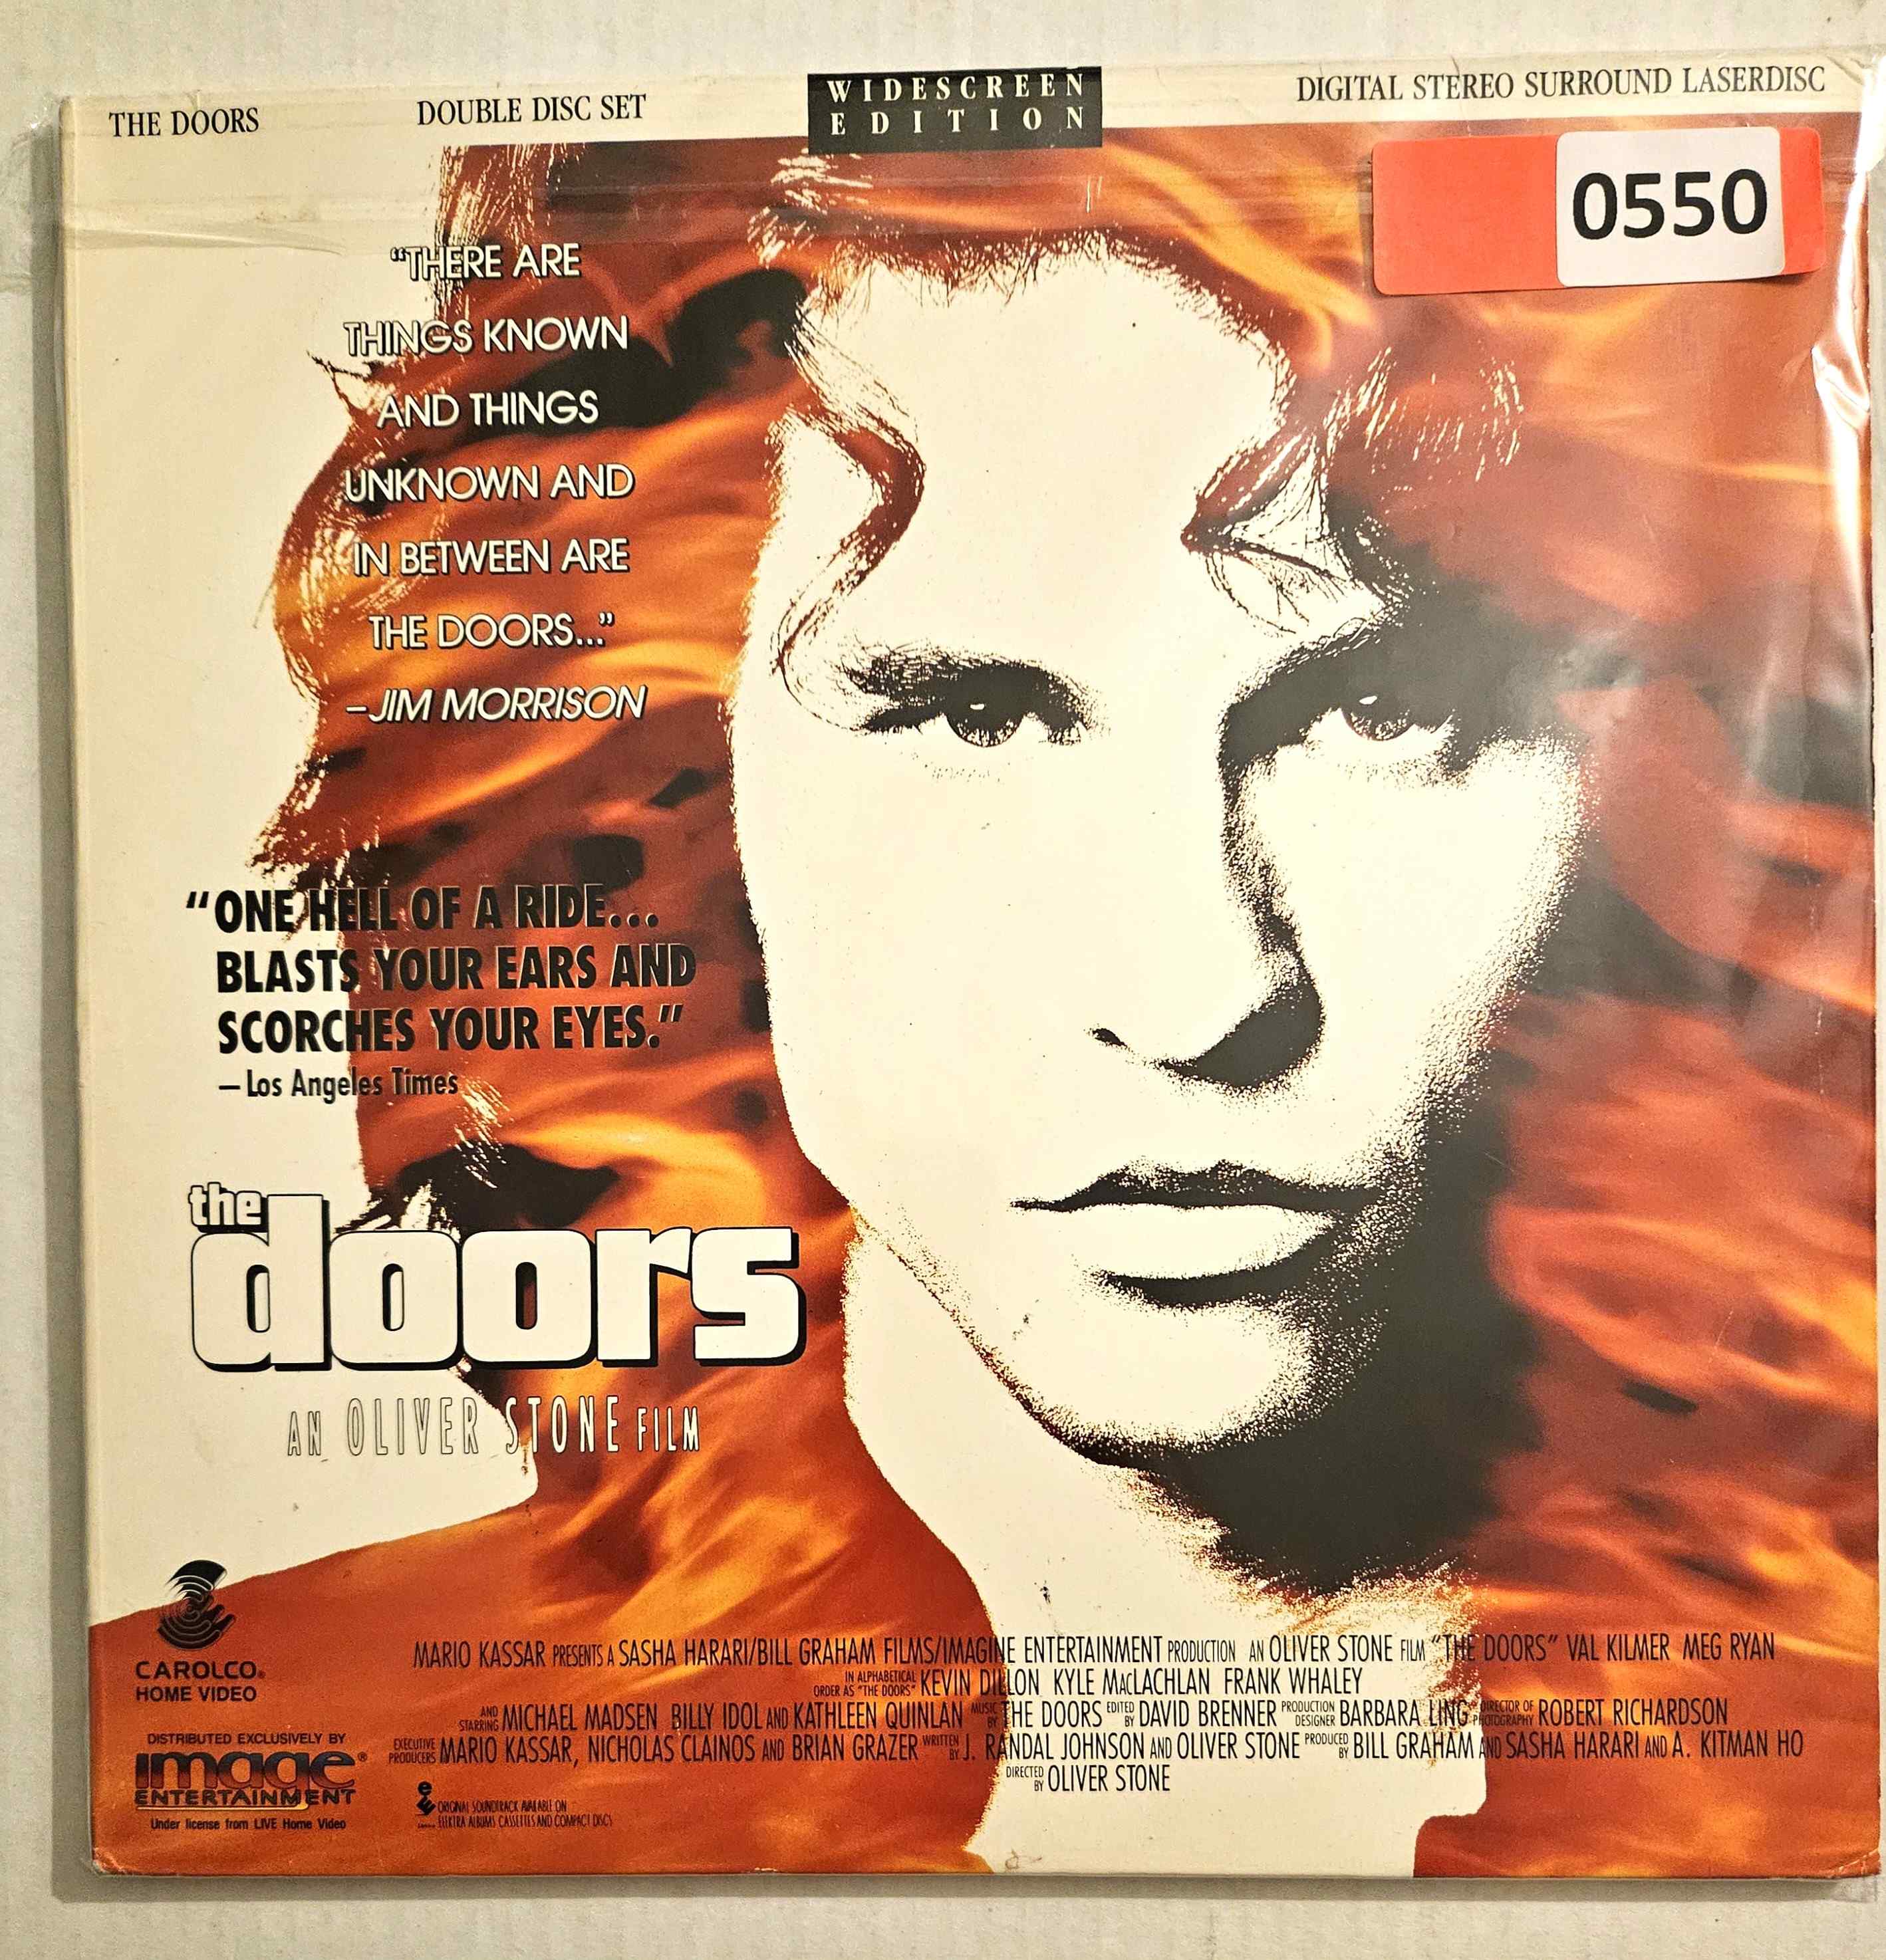 THE DOORS
DOUBLE DISC SET
WIDESCREEN
EDITION
DIGITAL STEREO SURROUND LASERDISC
0550
“THERE ARE
THINGS KNOWN
AND THINGS
UNKNOWN AND
IN BETWEEN ARE
THE DOORS...”
–JIM MORRISON
“ONE HELL OF A RIDE...
BLASTS YOUR EARS AND
SCORCHES YOUR EYES.”
— Los Angeles Times
the
doors
AN OLIVER STONE FILM
CAROLCO®
HOME VIDEO
DISTRIBUTED EXCLUSIVELY BY
image®
ENTERTAINMENT
Under license from LIVE Home Video
MARIO KASSAR PRESENTS A SASHA HARARI/BILL GRAHAM FILMS/IMAGINE ENTERTAINMENT PRODUCTION AN OLIVER STONE FILM “THE DOORS” VAL KILMER MEG RYAN
IN ALPHABETICAL ORDER AS “THE DOORS” KEVIN DILLON KYLE MACLACHLAN FRANK WHALEY
AND STARRING MICHAEL MADSEN BILLY IDOL AND KATHLEEN QUINLAN MUSIC BY THE DOORS EDITED BY DAVID BRENNER PRODUCTION DESIGNER BARBARA LING DIRECTOR OF PHOTOGRAPHY ROBERT RICHARDSON
EXECUTIVE PRODUCERS MARIO KASSAR, NICHOLAS CLAINOS AND BRIAN GRAZER WRITTEN BY J. RANDAL JOHNSON AND OLIVER STONE PRODUCED BY BILL GRAHAM AND SASHA HARARI AND A. KITMAN HO
DIRECTED BY OLIVER STONE
ORIGINAL SOUNDTRACK AVAILABLE ON
ELEKTRA ALBUMS CASSETTES AND COMPACT DISCS